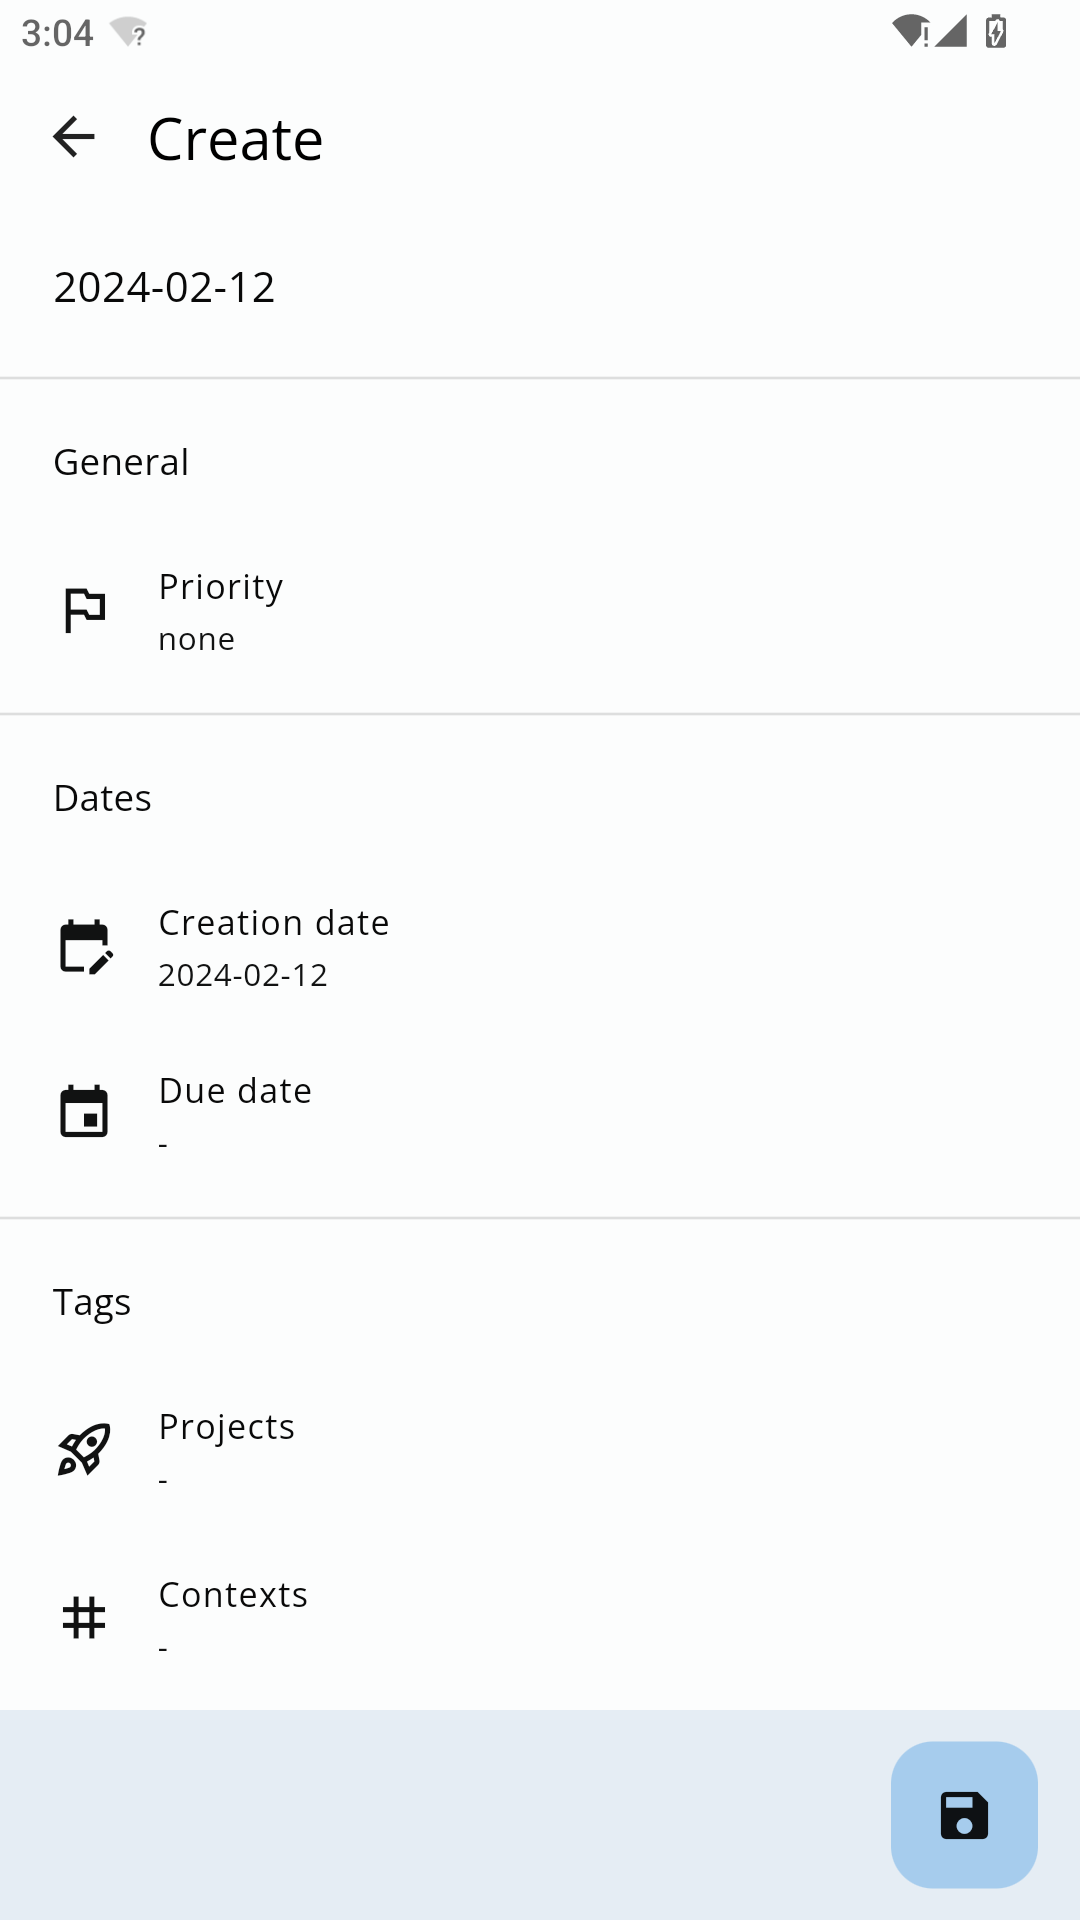 3:04
Create
2024-02-12
General
Priority
none
Dates
Creation date
2024-02-12
Due date
-
Tags
Projects
-
Contexts
-